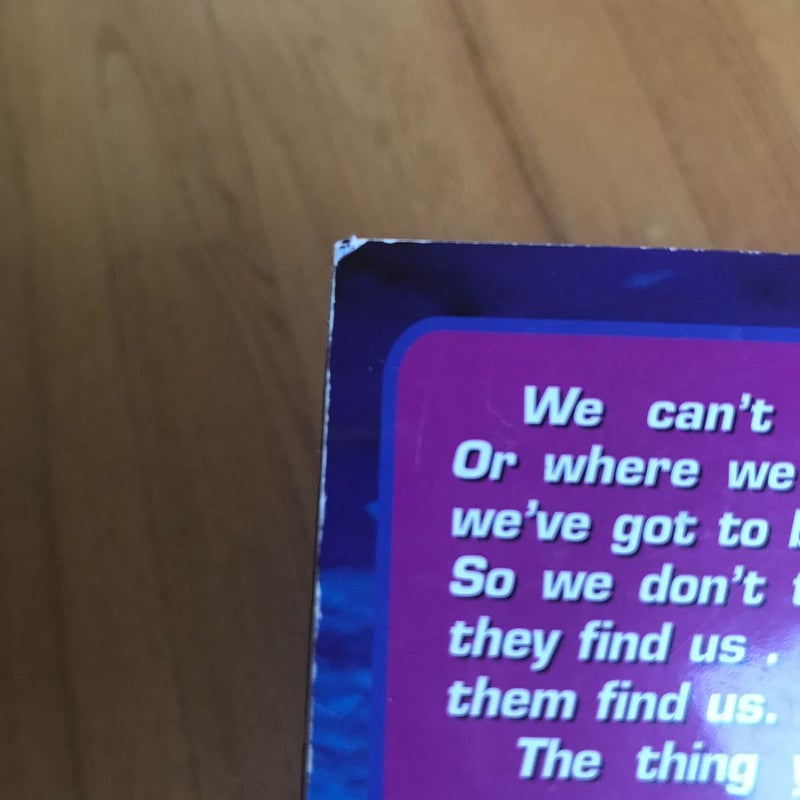 We can't
Or where we
we've got to
So we don't
they find us .
them find us.
The thing